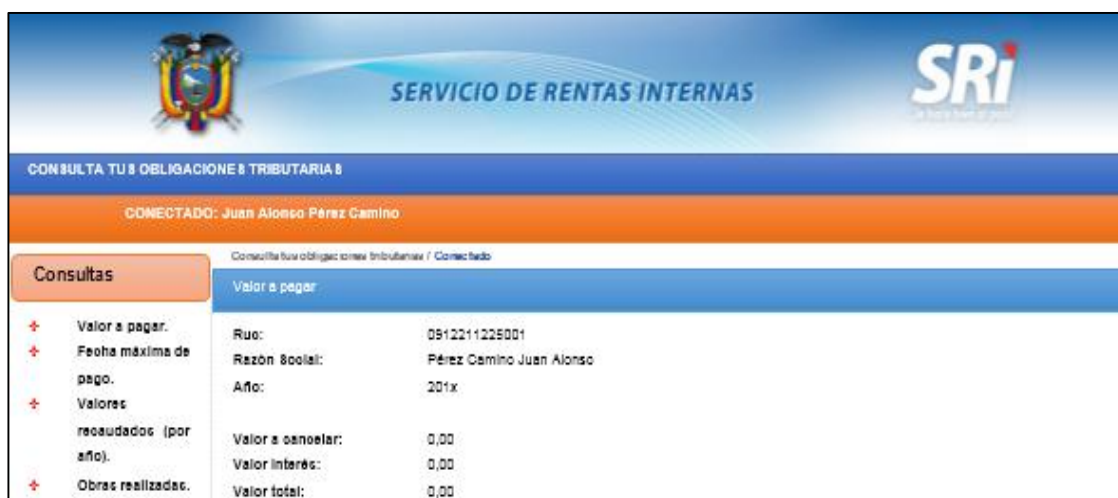 SERVICIO DE RENTAS INTERNAS
SRi
CONSULTA TUS OBLIGACIONES TRIBUTARIAS
CONECTADO: Juan Alonso Pérez Camino
Consulta tus obligaciones tributarias / Conectado
Consultas
Valor a pagar.
Fecha máxima de
pago.
Valores
recaudados (por
año).
Obras realizadas.
Valor a pagar
Ruc: 0912211225001
Razón Social: Pérez Camino Juan Alonso
Año: 201x
Valor a cancelar: 0,00
Valor Interés: 0,00
Valor total: 0,00